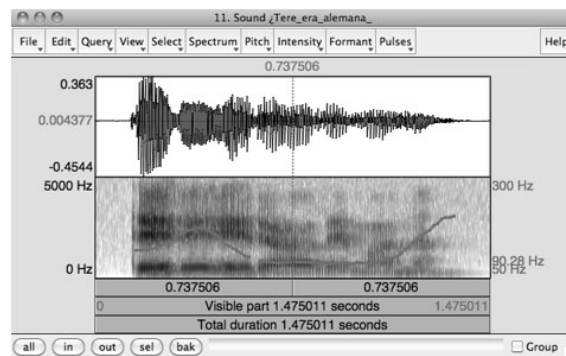 11. Sound ¿Tere_era_alemana_
File Edit Query View Select Spectrum Pitch Intensity Formant Pulses Help
0.737506
0.363
0.004377
-0.4544
5000 Hz 300 Hz
90.28 Hz
0 Hz 50 Hz
0.737506 0.737506
0 Visible part 1.475011 seconds 1.475011
Total duration 1.475011 seconds
all in out sel bak Group